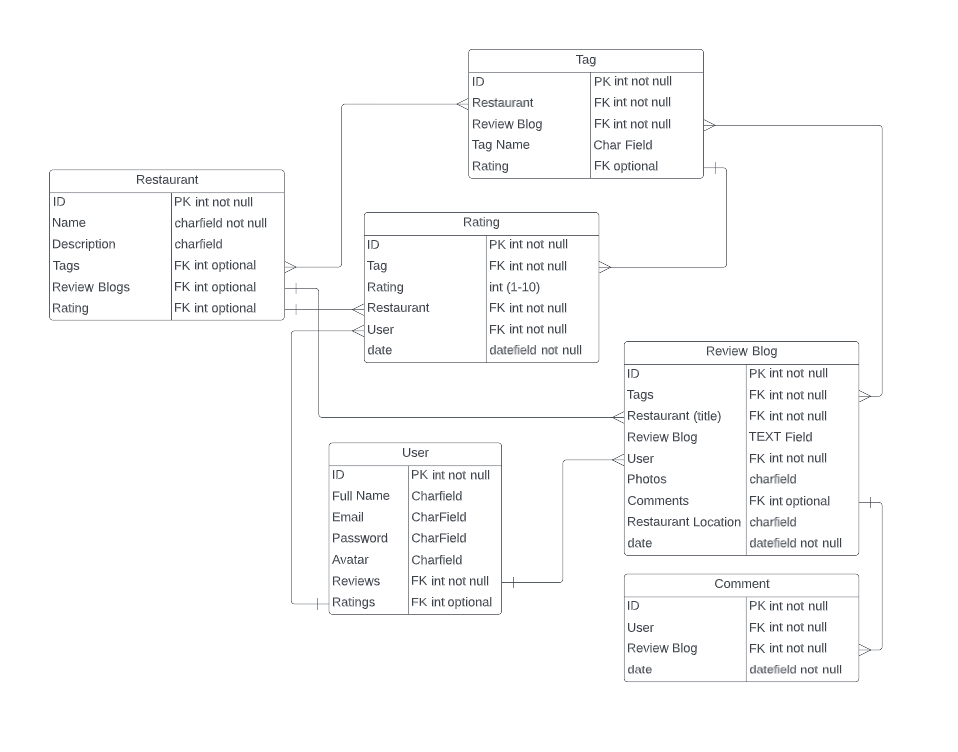 Tag
ID PK int not null
Restaurant FK int not null
Review Blog FK int not null
Tag Name Char Field
Rating FK optional
Restaurant
ID PK int not null
Name charfield not null
Description charfield
Tags FK int optional
Review Blogs FK int optional
Rating FK int optional
Rating
ID PK int not null
Tag FK int not null
Rating int (1-10)
Restaurant FK int not null
User FK int not null
date datefield not null
Review Blog
ID PK int not null
Tags FK int not null
Restaurant (title) FK int not null
Review Blog TEXT Field
User FK int not null
Photos charfield
Comments FK int optional
Restaurant Location charfield
date datefield not null
User
ID PK int not null
Full Name Charfield
Email CharField
Password CharField
Avatar Charfield
Reviews FK int not null
Ratings FK int optional
Comment
ID PK int not null
User FK int not null
Review Blog FK int not null
date datefield not null